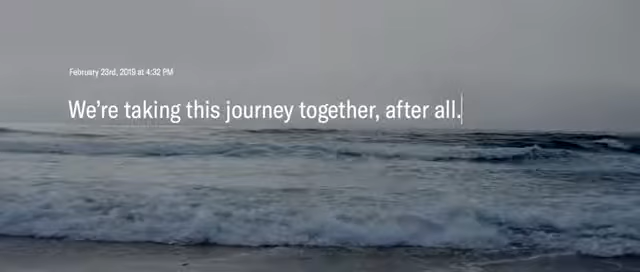 February 23rd, 2019 at 4:32 PM
We're taking this journey together, after all.